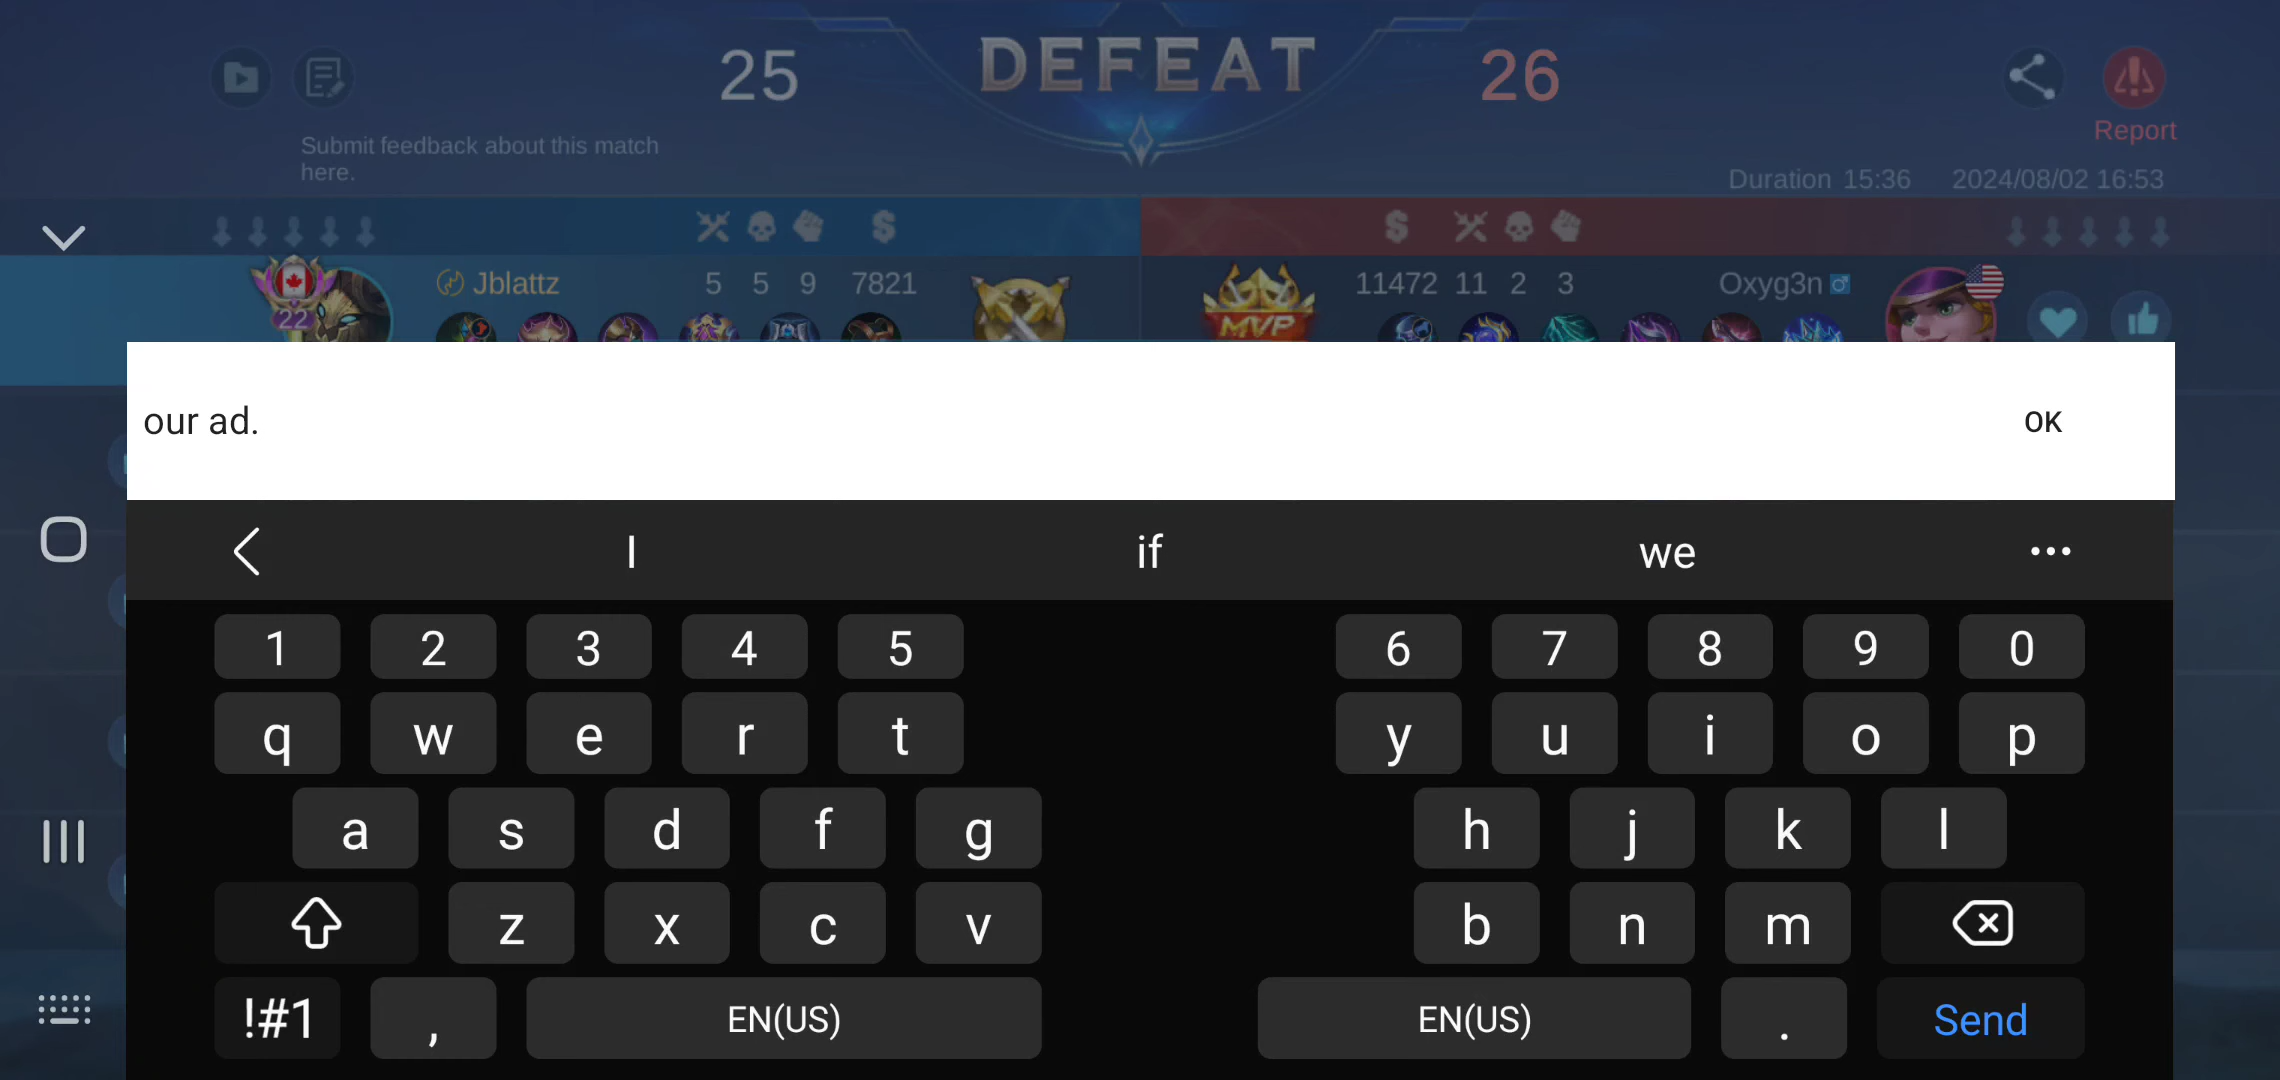 25 DEFEAT 26
Submit feedback about this match
here.
Report
Duration 15:36 2024/08/02 16:53
22 Jblattz 5 5 9 7821 MVP 11472 11 2 3 Oxyg3n
our ad. OK
I if we
1 2 3 4 5 6 7 8 9 0
q w e r t y u i o p
a s d f g h j k l
z x c v b n m
!#1 , EN(US) EN(US) . Send